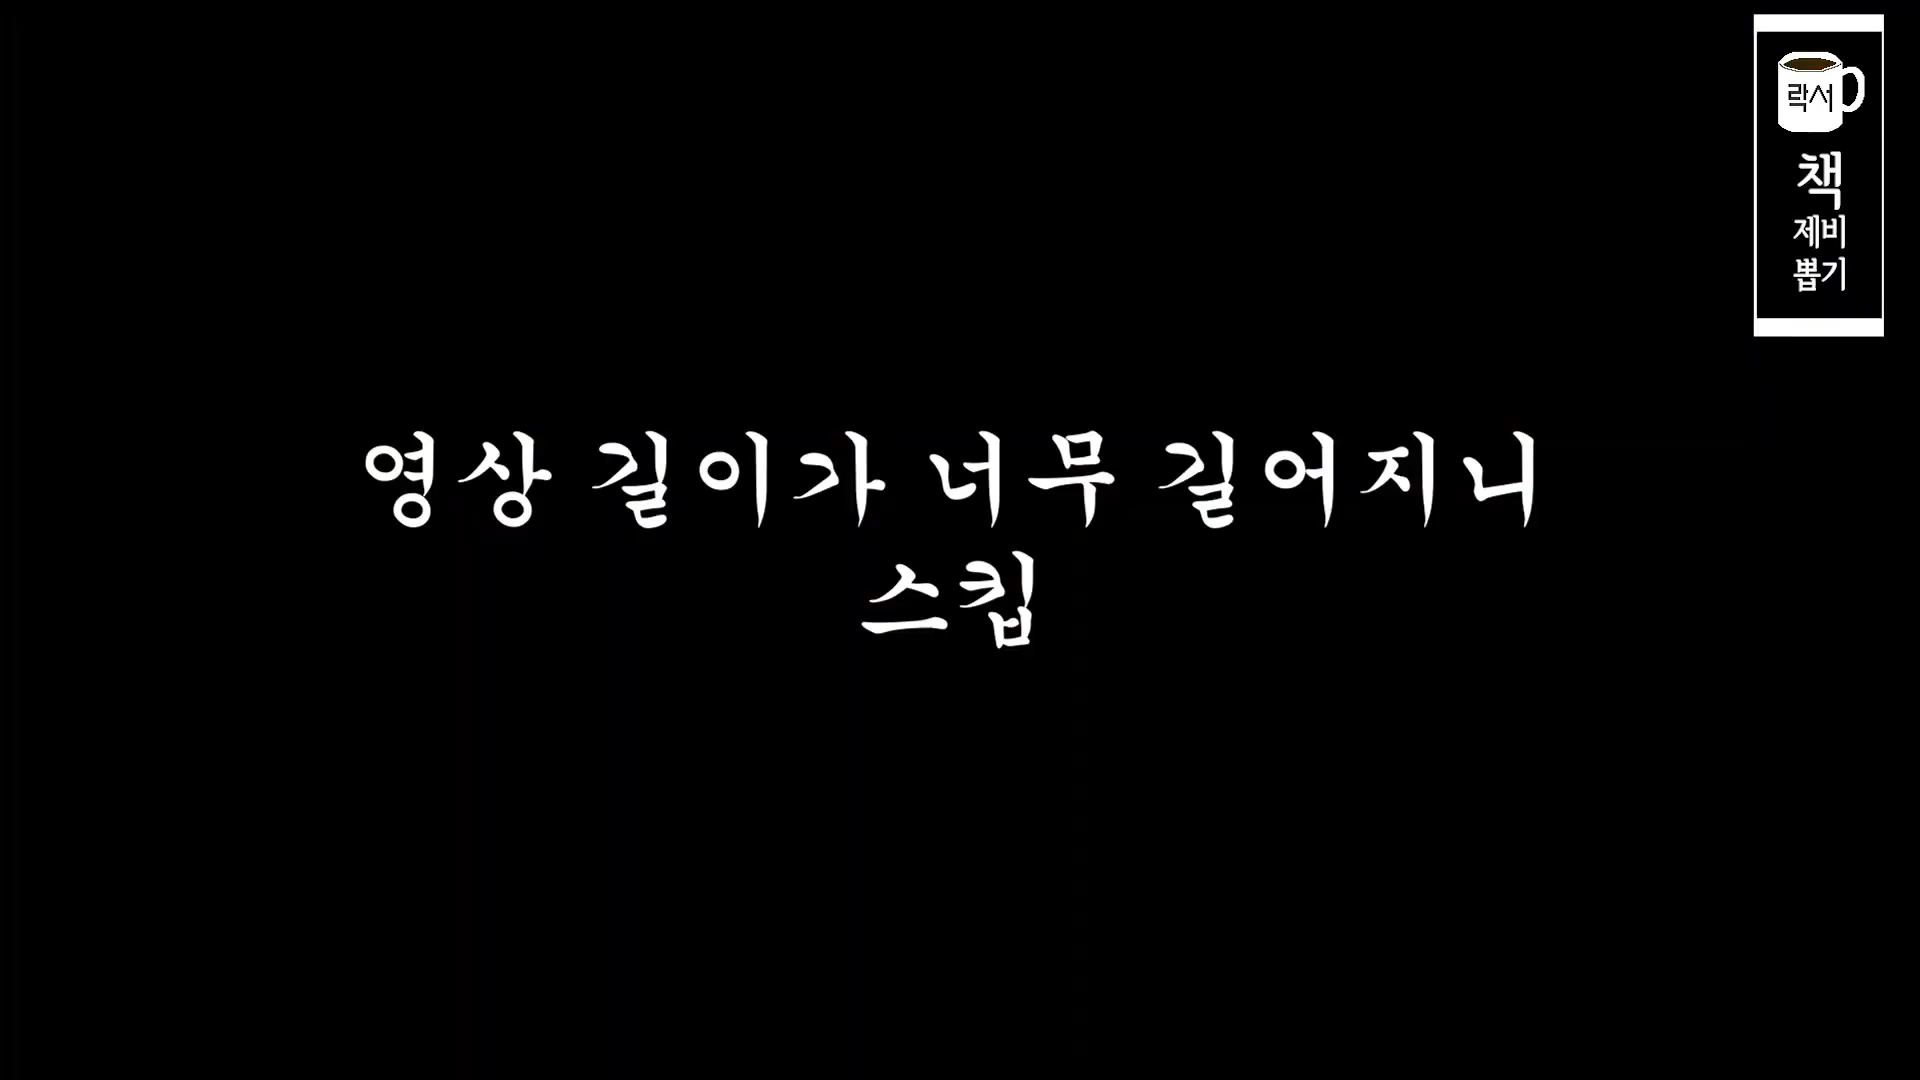 락서
책
제비
뽑기
영상 길이가 너무 길어지니
스킵